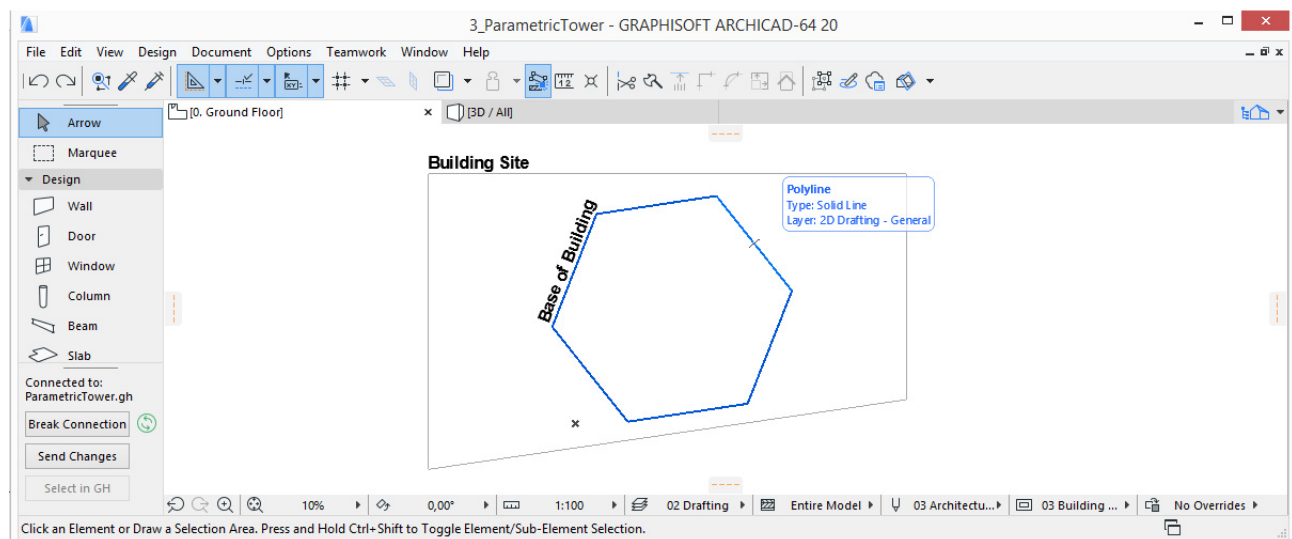 3_ParametricTower - GRAPHISOFT ARCHICAD-64 20
File Edit View Design Document Options Teamwork Window Help
XY:
1 2
Arrow
[0. Ground Floor]
[3D / All]
Marquee
Design
Building Site
Wall
Polyline
Type: Solid Line
Layer: 2D Drafting - General
Door
Base of Building
Window
Column
Beam
Slab
Connected to:
ParametricTower.gh
Break Connection
Send Changes
Select in GH
10% 0,00° 1:100 02 Drafting Entire Model 03 Architectu... 03 Building ... No Overrides
Click an Element or Draw a Selection Area. Press and Hold Ctrl+Shift to Toggle Element/Sub-Element Selection.